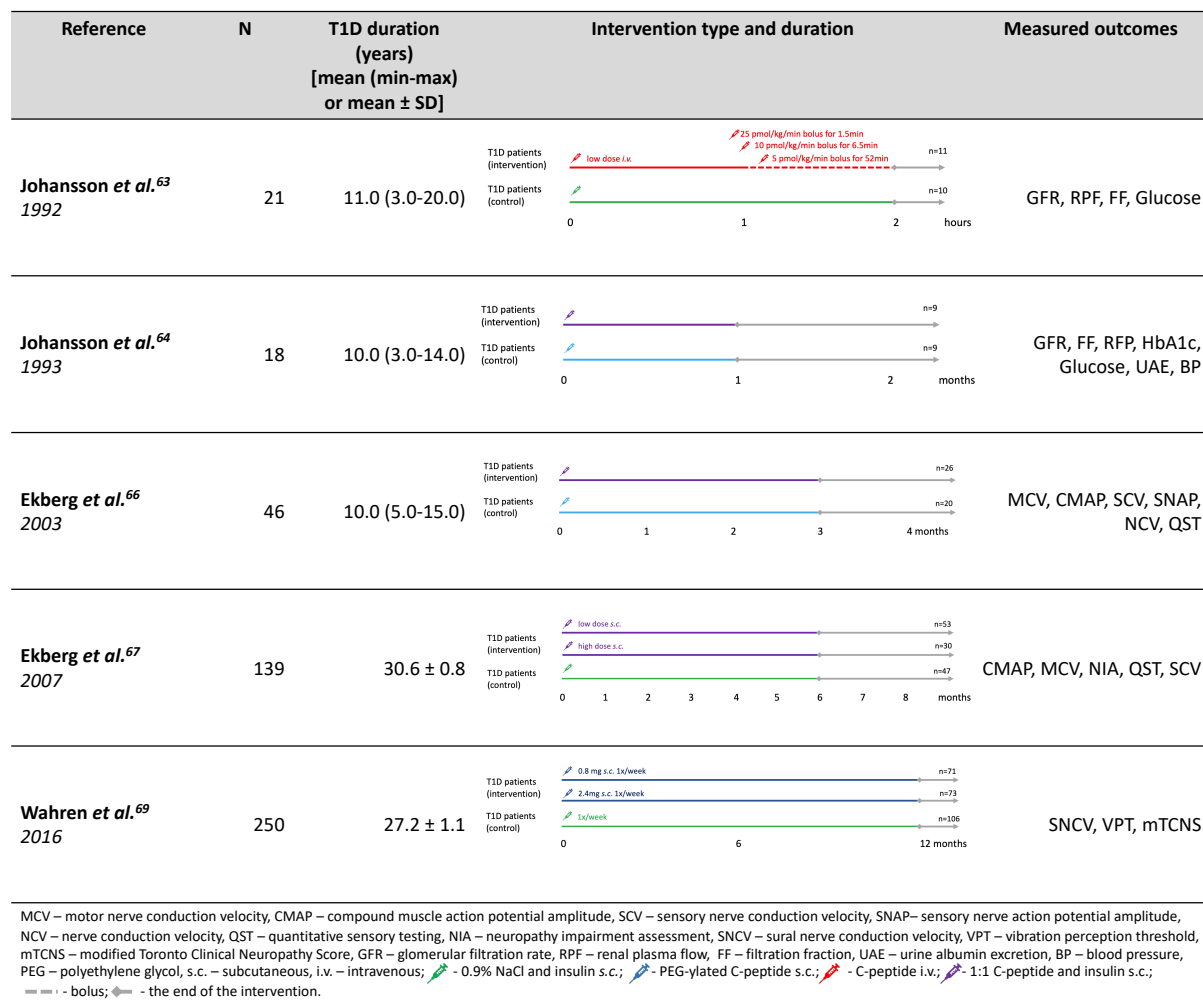 Reference N T1D duration Intervention type and duration Measured outcomes
(years)
[mean (min-max)
or mean ± SD]
25 pmol/kg/min bolus for 1.5min
10 pmol/kg/min bolus for 6.5min
5 pmol/kg/min bolus for 52min
T1D patients
(intervention)
low dose i.v.
n=11
T1D patients
(control)
n=10
0 1 2 hours
Johansson et al.63
1992
21
11.0 (3.0-20.0)
GFR, RPF, FF, Glucose
T1D patients
(intervention)
n=9
T1D patients
(control)
n=9
0 1 2 months
Johansson et al.64
1993
18
10.0 (3.0-14.0)
GFR, FF, RFP, HbA1c,
Glucose, UAE, BP
T1D patients
(intervention)
n=26
T1D patients
(control)
n=20
0 1 2 3 4 months
Ekberg et al.66
2003
46
10.0 (5.0-15.0)
MCV, CMAP, SCV, SNAP,
NCV, QST
low dose s.c.
n=53
T1D patients
(intervention)
high dose s.c.
n=30
T1D patients
(control)
n=47
0 1 2 3 4 5 6 7 8 months
Ekberg et al.67
2007
139
30.6 ± 0.8
CMAP, MCV, NIA, QST, SCV
0.8 mg s.c. 1x/week
n=71
T1D patients
(intervention)
2.4mg s.c. 1x/week
n=73
T1D patients
(control)
1x/week
n=106
0 6 12 months
Wahren et al.69
2016
250
27.2 ± 1.1
SNCV, VPT, mTCNS
MCV – motor nerve conduction velocity, CMAP – compound muscle action potential amplitude, SCV – sensory nerve conduction velocity, SNAP– sensory nerve action potential amplitude,
NCV – nerve conduction velocity, QST – quantitative sensory testing, NIA – neuropathy impairment assessment, SNCV – sural nerve conduction velocity, VPT – vibration perception threshold,
mTCNS – modified Toronto Clinical Neuropathy Score, GFR – glomerular filtration rate, RPF – renal plasma flow, FF – filtration fraction, UAE – urine albumin excretion, BP – blood pressure,
PEG – polyethylene glycol, s.c. – subcutaneous, i.v. – intravenous; - 0.9% NaCl and insulin s.c.; - PEG-ylated C-peptide s.c.; - C-peptide i.v.; - 1:1 C-peptide and insulin s.c.;
- bolus; - the end of the intervention.